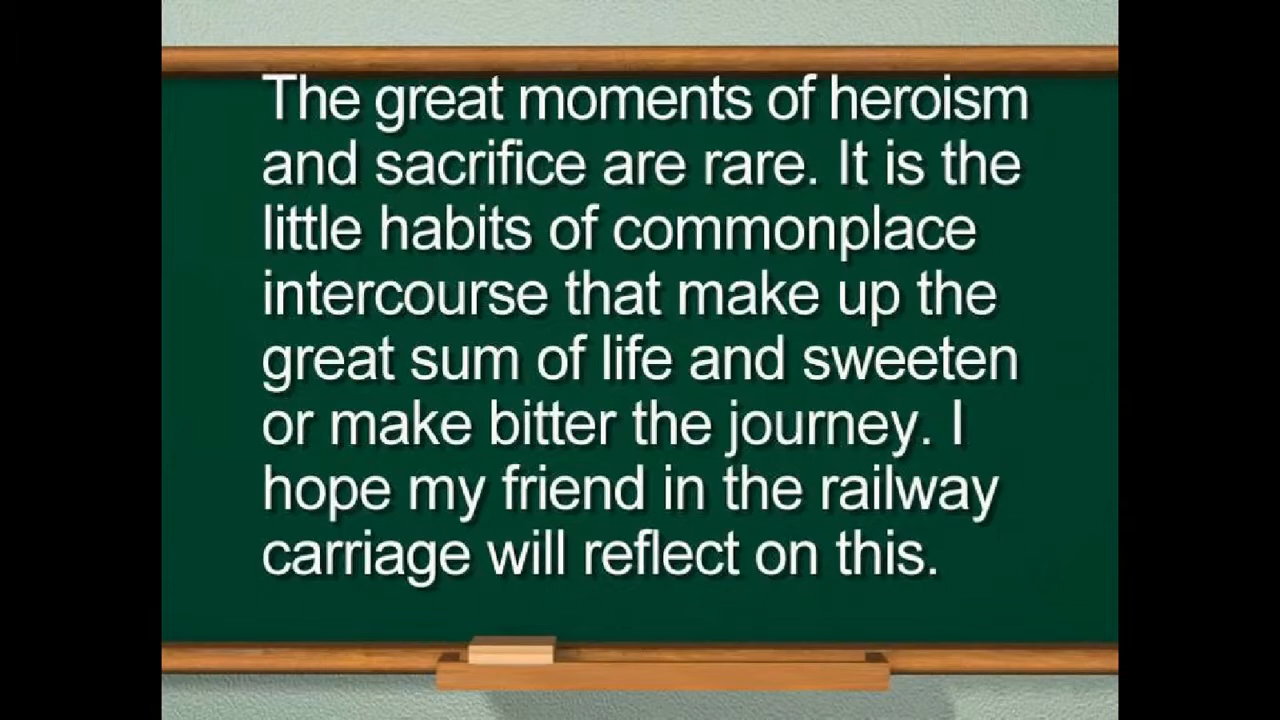 The great moments of heroism
and sacrifice are rare. It is the
little habits of commonplace
intercourse that make up the
great sum of life and sweeten
or make bitter the journey. I
hope my friend in the railway
carriage will reflect on this.